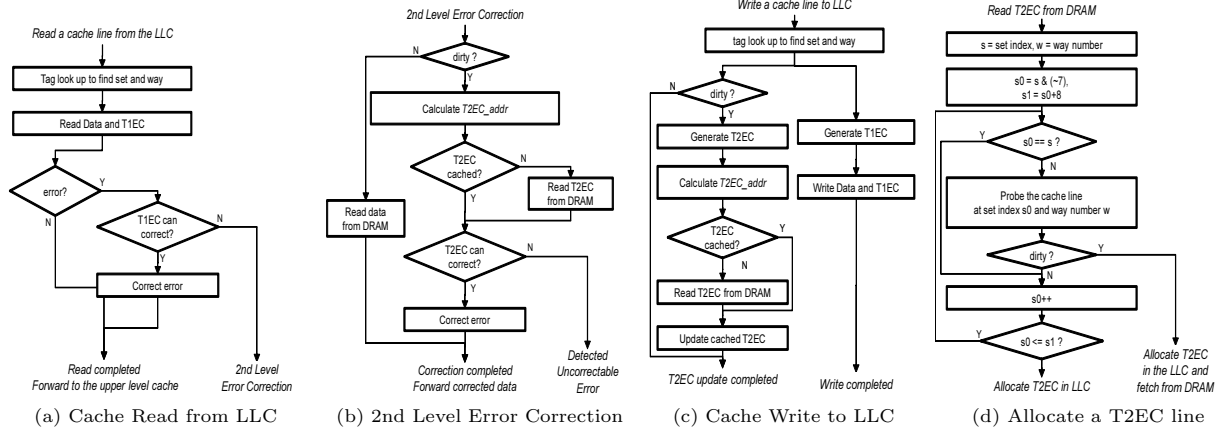 Read a cache line from the LLC
Tag look up to find set and way
Read Data and T1EC
error?
Y
N
T1EC can
correct?
N
Y
Correct error
Read completed
Forward to the upper level cache
2nd Level
Error Correction
(a) Cache Read from LLC
2nd Level Error Correction
N
dirty ?
Y
Calculate T2EC_addr
T2EC
cached?
N
Y
Read T2EC
from DRAM
Read data
from DRAM
T2EC can
correct?
N
Y
Correct error
Correction completed
Forward corrected data
Detected
Uncorrectable
Error
(b) 2nd Level Error Correction
Write a cache line to LLC
tag look up to find set and way
N
dirty ?
Y
Generate T2EC
Generate T1EC
Calculate T2EC_addr
Write Data and T1EC
T2EC
cached?
Y
N
Read T2EC from DRAM
Update cached T2EC
T2EC update completed
Write completed
(c) Cache Write to LLC
Read T2EC from DRAM
s = set index, w = way number
s0 = s & (~7),
s1 = s0+8
Y
s0 == s ?
N
Probe the cache line
at set index s0 and way number w
dirty ?
Y
N
s0++
Y
s0 <= s1 ?
N
Allocate T2EC in LLC
Allocate T2EC
in the LLC and
fetch from DRAM
(d) Allocate a T2EC line